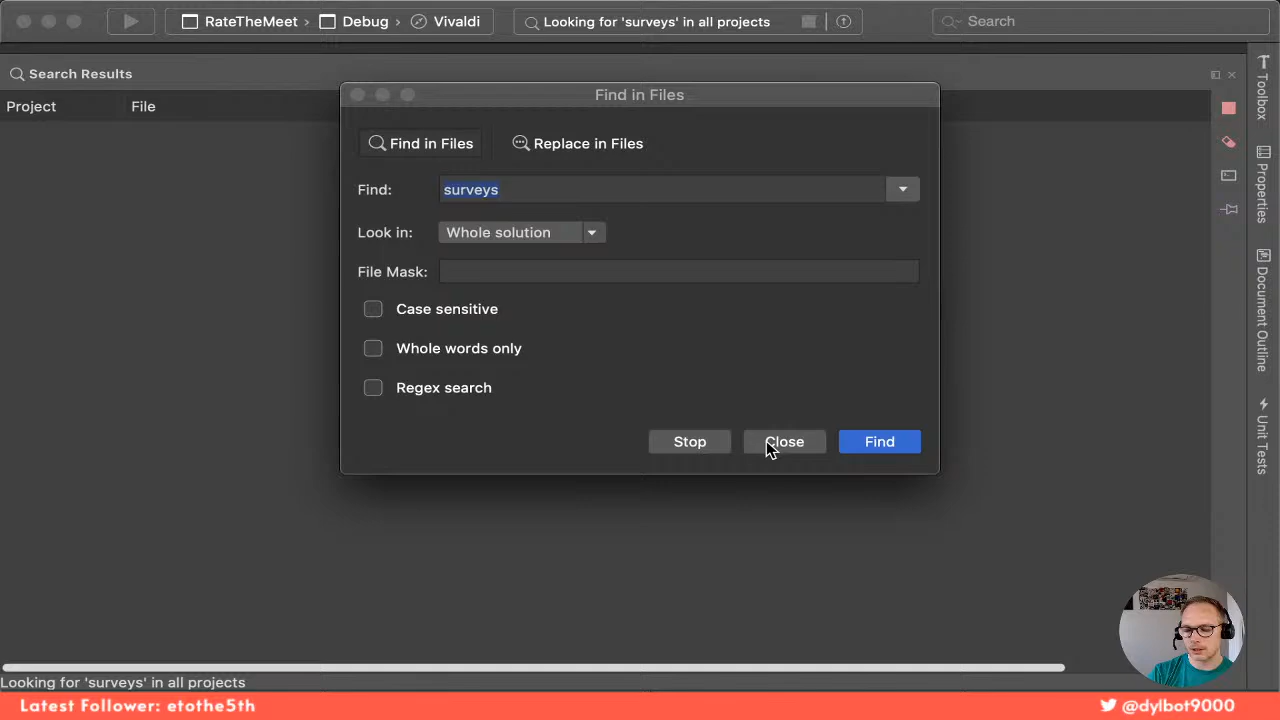 RateTheMeet › Debug › Vivaldi
Looking for 'surveys' in all projects
Search
Search Results
Project File
Find in Files
Find in Files Replace in Files
Find: surveys
Look in: Whole solution
File Mask:
Case sensitive
Whole words only
Regex search
Stop Close Find
Toolbox
Properties
Document Outline
Unit Tests
Looking for 'surveys' in all projects
Latest Follower: etothe5th
@dylbot9000